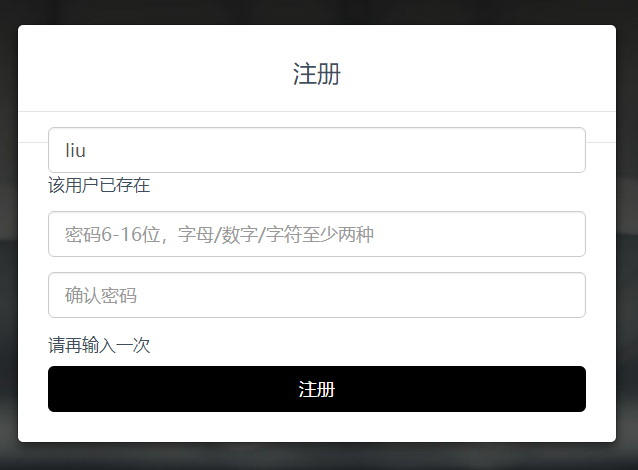 注册
liu
该用户已存在
密码6-16位，字母/数字/字符至少两种
确认密码
请再输入一次
注册